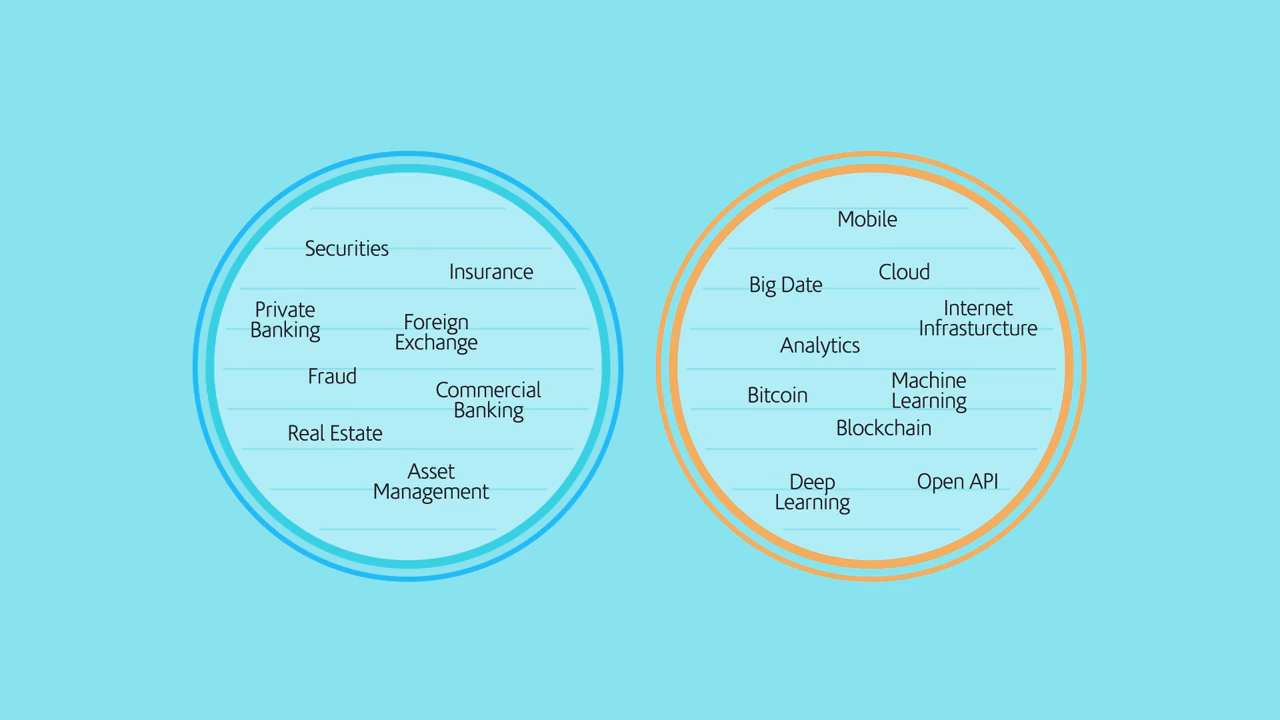 Securities
Insurance
Private
Banking
Foreign
Exchange
Fraud
Commercial
Banking
Real Estate
Asset
Management
Mobile
Cloud
Big Date
Internet
Infrasturcture
Analytics
Machine
Learning
Bitcoin
Blockchain
Deep
Learning
Open API